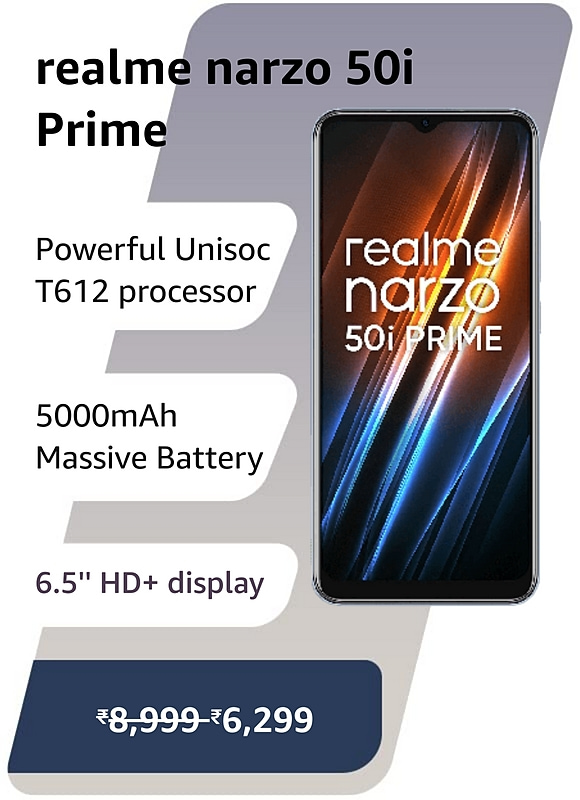 realme narzo 50i
Prime
Powerful Unisoc
T612 processor
5000mAh
Massive Battery
6.5" HD+ display
₹8,999 ₹6,299
realme
narzo
50i PRIME